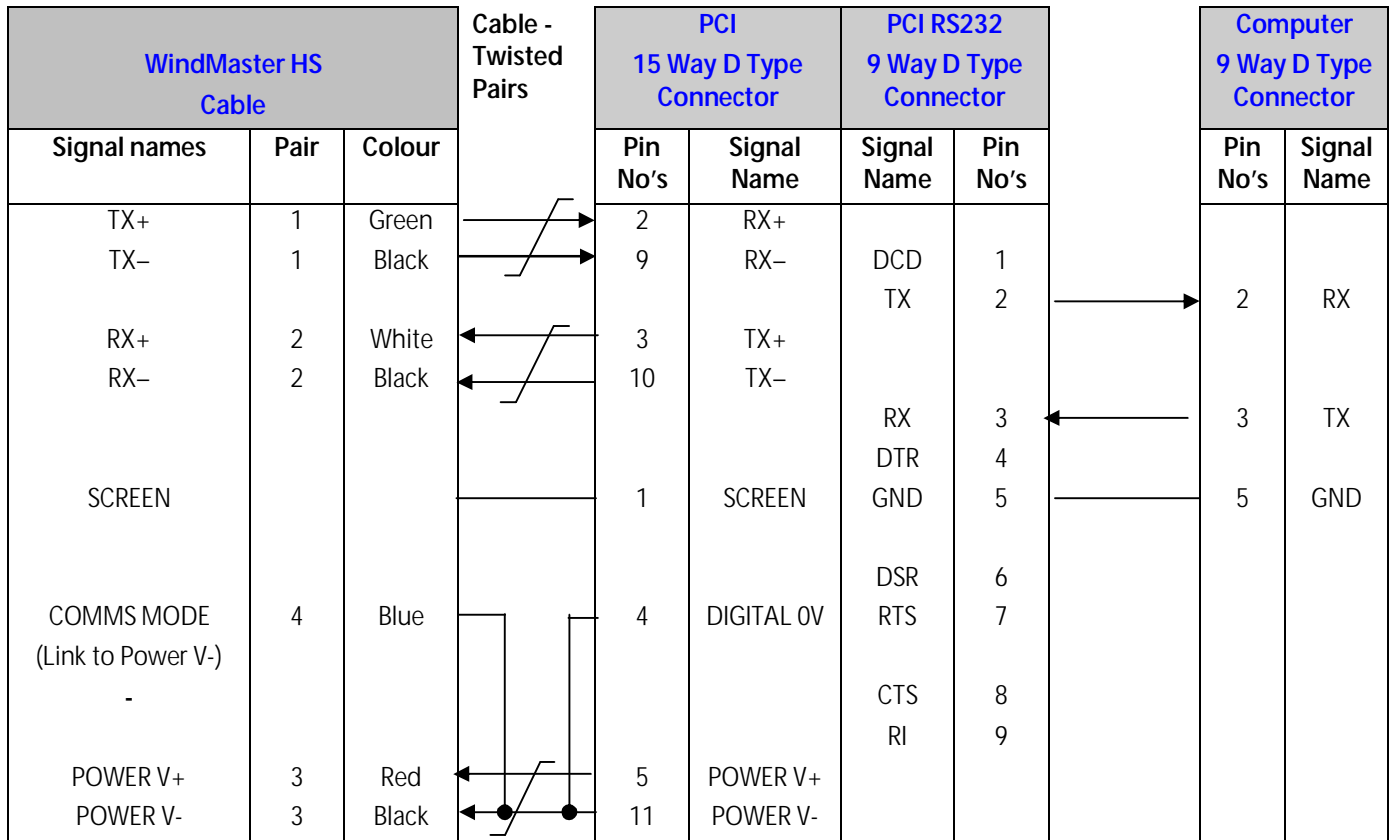 WindMaster HS
Cable
Cable -
Twisted
Pairs
PCI
15 Way D Type
Connector
PCI RS232
9 Way D Type
Connector
Computer
9 Way D Type
Connector
Signal names Pair Colour Pin No's Signal Name Signal Name Pin No's Pin No's Signal Name
TX+ 1 Green 2 RX+
TX– 1 Black 9 RX– DCD 1
TX 2 2 RX
RX+ 2 White 3 TX+
RX– 2 Black 10 TX–
RX 3 3 TX
DTR 4
SCREEN 1 SCREEN GND 5 5 GND
DSR 6
COMMS MODE 4 Blue 4 DIGITAL 0V RTS 7
(Link to Power V-)
- CTS 8
RI 9
POWER V+ 3 Red 5 POWER V+
POWER V- 3 Black 11 POWER V-